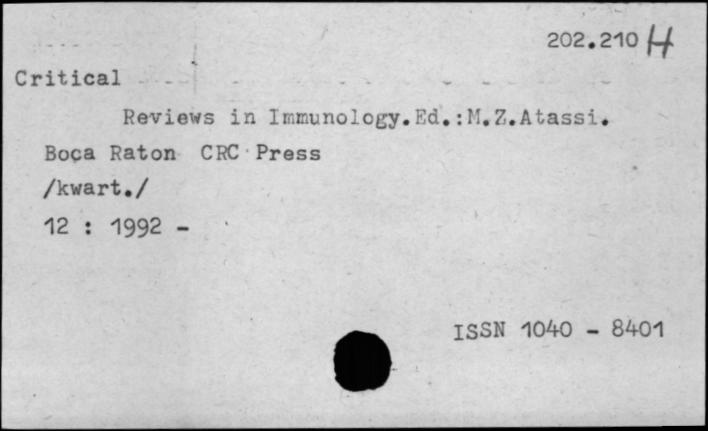 202.210 H
Critical
Reviews in Immunology.Ed.:M.Z.Atassi.
Boca Raton CRC Press
/kwart./
12 : 1992 -
ISSN 1040 - 8401